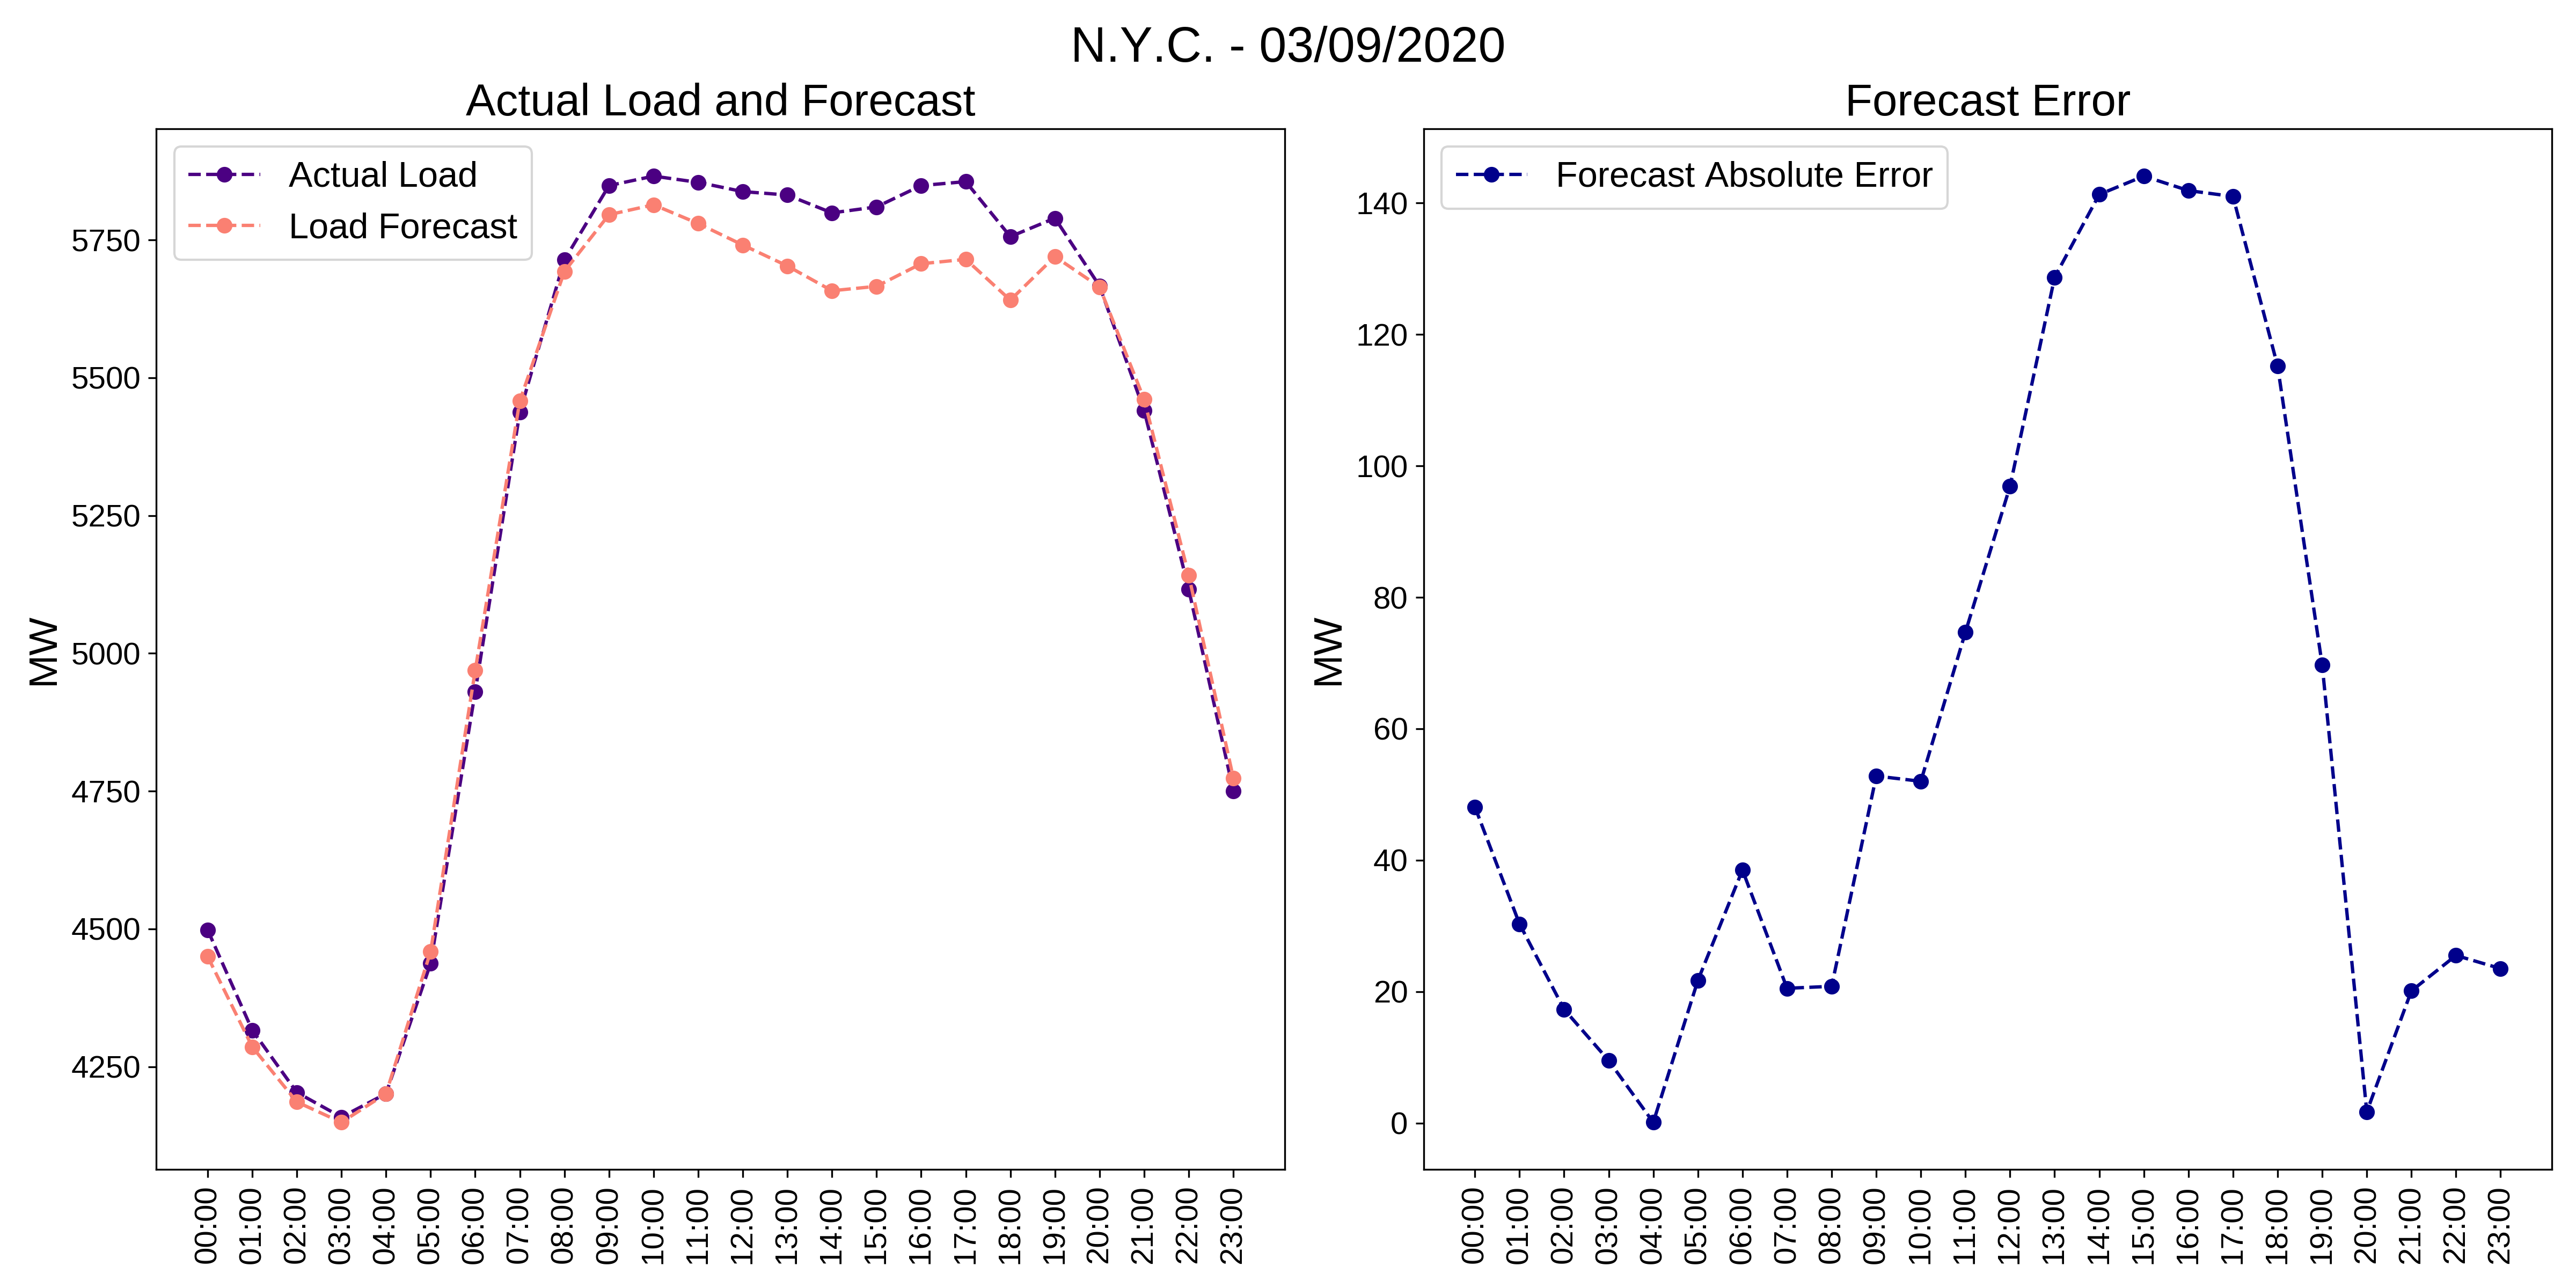 N.Y.C. - 03/09/2020
Actual Load and Forecast
Actual Load
Load Forecast
MW
5750
5500
5250
5000
4750
4500
4250
00:00 01:00 02:00 03:00 04:00 05:00 06:00 07:00 08:00 09:00 10:00 11:00 12:00 13:00 14:00 15:00 16:00 17:00 18:00 19:00 20:00 21:00 22:00 23:00
Forecast Error
Forecast Absolute Error
MW
140
120
100
80
60
40
20
0
00:00 01:00 02:00 03:00 04:00 05:00 06:00 07:00 08:00 09:00 10:00 11:00 12:00 13:00 14:00 15:00 16:00 17:00 18:00 19:00 20:00 21:00 22:00 23:00